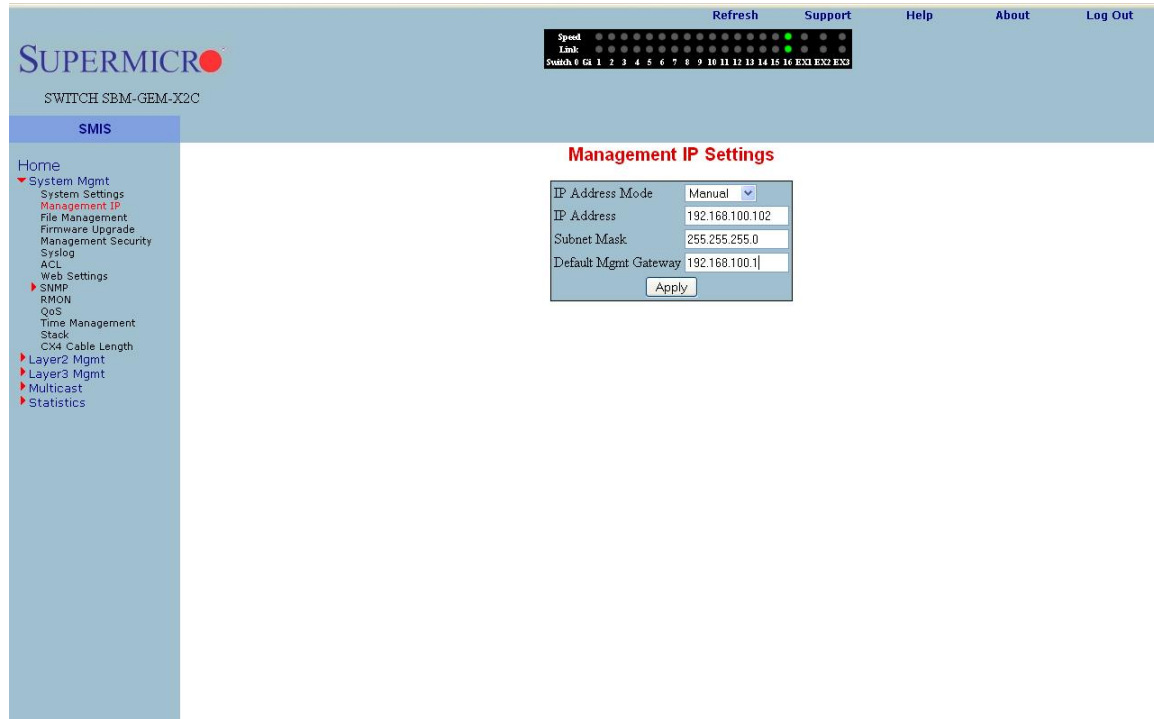 Refresh Support Help About Log Out
Speed
Link
Switch 0 Gi 1 2 3 4 5 6 7 8 9 10 11 12 13 14 15 16 EX1 EX2 EX3
SUPERMICRO
SWITCH SBM-GEM-X2C
SMIS
Home
System Mgmt
System Settings
Management IP
File Management
Firmware Upgrade
Management Security
Syslog
ACL
Web Settings
SNMP
RMON
QoS
Time Management
Stack
CX4 Cable Length
Layer2 Mgmt
Layer3 Mgmt
Multicast
Statistics
Management IP Settings
IP Address Mode Manual
IP Address 192.168.100.102
Subnet Mask 255.255.255.0
Default Mgmt Gateway 192.168.100.1
Apply